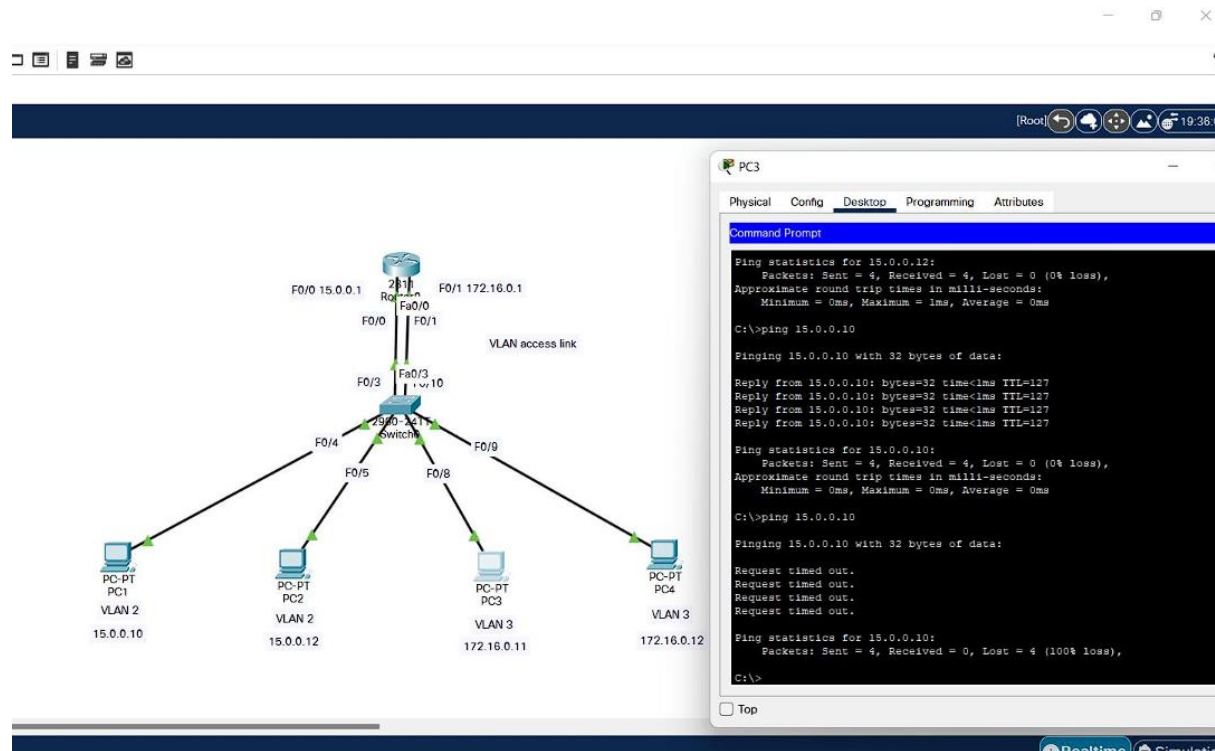 [Root]
19:36:
PC3
Physical Config Desktop Programming Attributes
Command Prompt
Ping statistics for 15.0.0.12:
Packets: Sent = 4, Received = 4, Lost = 0 (0% loss),
Approximate round trip times in milli-seconds:
Minimum = 0ms, Maximum = 1ms, Average = 0ms
C:\>ping 15.0.0.10
Pinging 15.0.0.10 with 32 bytes of data:
Reply from 15.0.0.10: bytes=32 time<1ms TTL=127
Reply from 15.0.0.10: bytes=32 time<1ms TTL=127
Reply from 15.0.0.10: bytes=32 time<1ms TTL=127
Reply from 15.0.0.10: bytes=32 time<1ms TTL=127
Ping statistics for 15.0.0.10:
Packets: Sent = 4, Received = 4, Lost = 0 (0% loss),
Approximate round trip times in milli-seconds:
Minimum = 0ms, Maximum = 0ms, Average = 0ms
C:\>ping 15.0.0.10
Pinging 15.0.0.10 with 32 bytes of data:
Request timed out.
Request timed out.
Request timed out.
Request timed out.
Ping statistics for 15.0.0.10:
Packets: Sent = 4, Received = 0, Lost = 4 (100% loss),
C:\>
Top
F0/0 15.0.0.1
F0/1 172.16.0.1
Fa0/0
F0/0 F0/1
VLAN access link
F0/3
Fa0/3
Switch0
F0/4
F0/5
F0/8
F0/9
PC-PT
PC1
VLAN 2
15.0.0.10
PC-PT
PC2
VLAN 2
15.0.0.12
PC-PT
PC3
VLAN 3
172.16.0.11
PC-PT
PC4
VLAN 3
172.16.0.12
Realtime